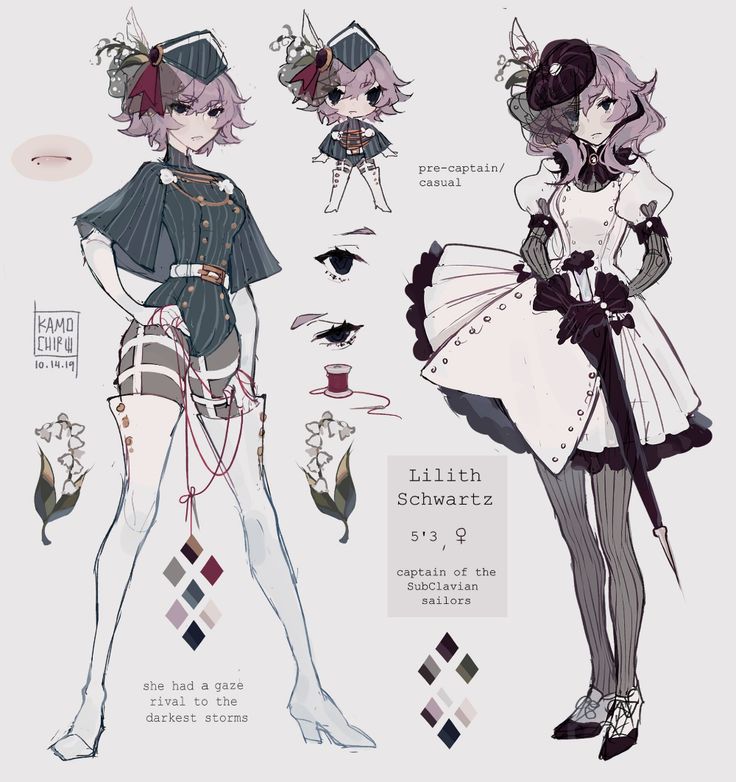 pre-captain/
casual
KAMO
CHIRU
10.14.19
Lilith
Schwartz
5'3, ♀
captain of the
SubClavian
sailors
she had a gaze
rival to the
darkest storms